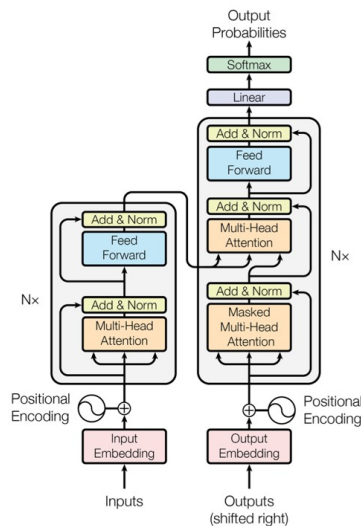 Output
Probabilities
Softmax
Linear
Add & Norm
Feed
Forward
Add & Norm
Multi-Head
Attention
Nx
Add & Norm
Masked
Multi-Head
Attention
Positional
Encoding
Output
Embedding
Outputs
(shifted right)
Add & Norm
Feed
Forward
Nx
Add & Norm
Multi-Head
Attention
Positional
Encoding
Input
Embedding
Inputs